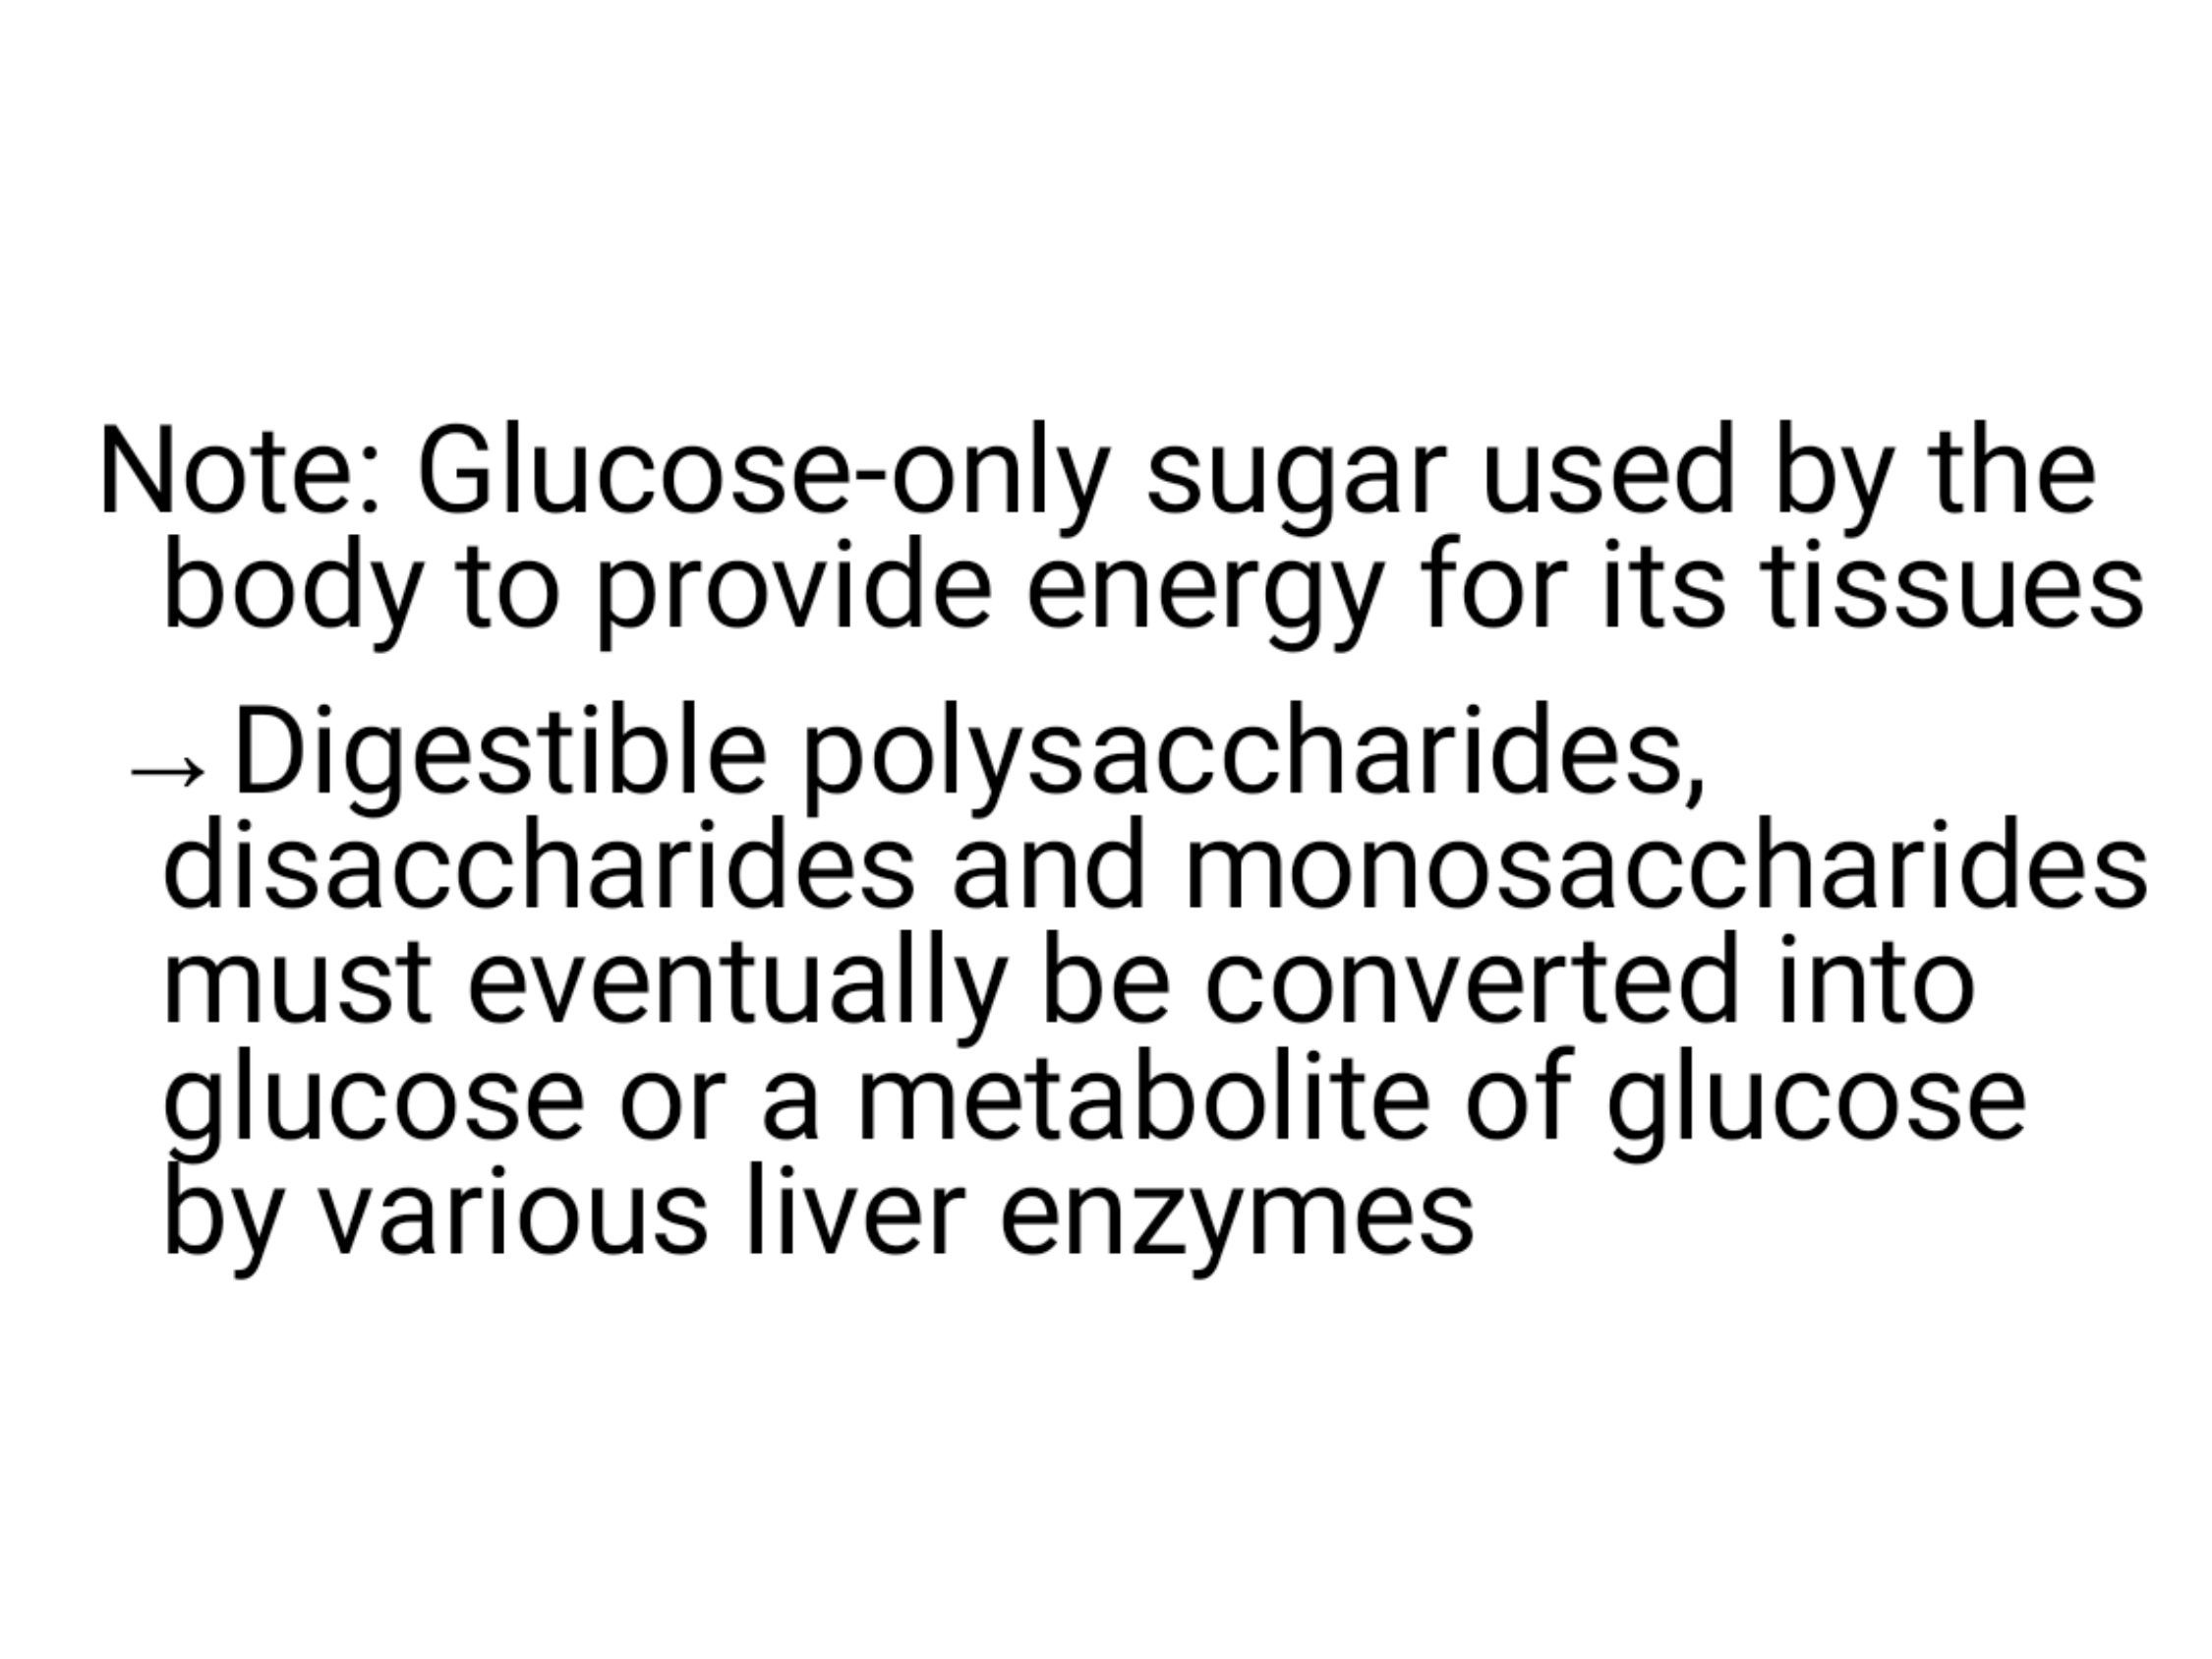 Note: Glucose-only sugar used by the
body to provide energy for its tissues
→ Digestible polysaccharides,
disaccharides and monosaccharides
must eventually be converted into
glucose or a metabolite of glucose
by various liver enzymes